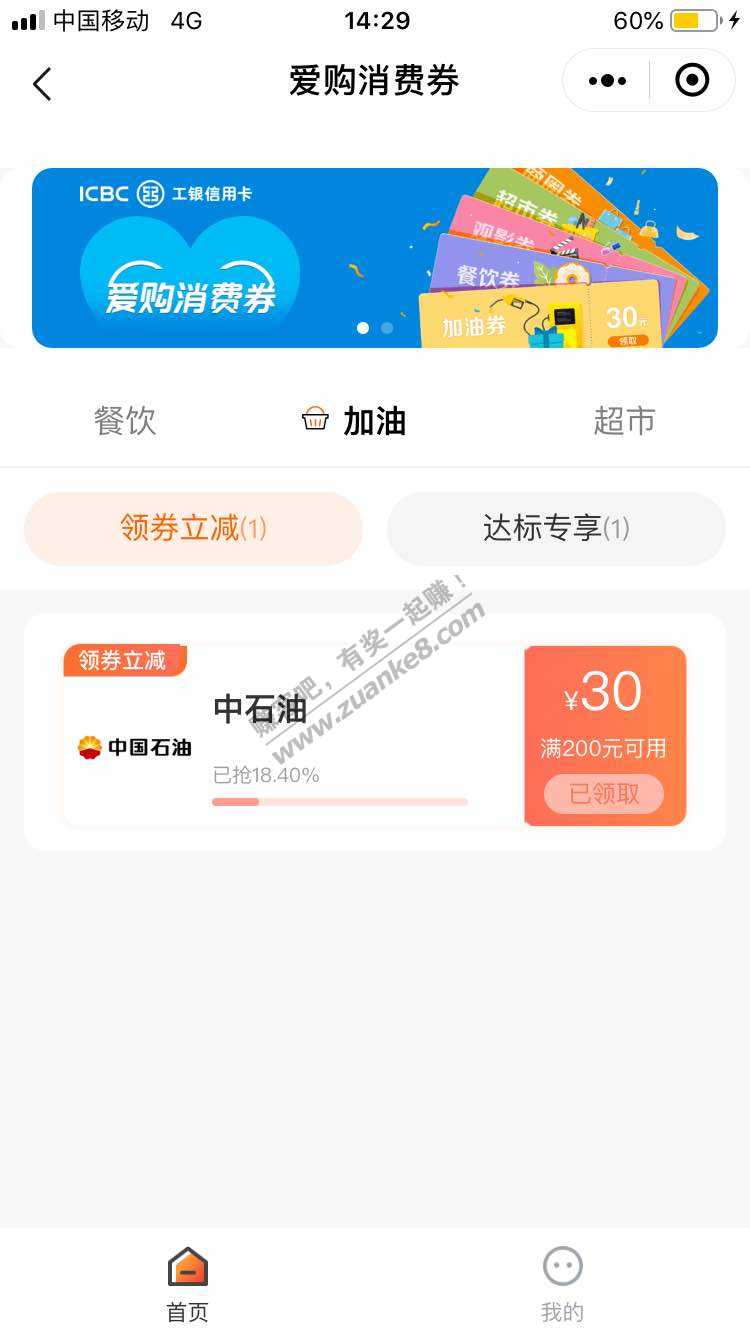 中国移动 4G 14:29 60%
爱购消费券
ICBC 工银信用卡
爱购消费券
商圈券
超市券
观影券
餐饮券
加油券
30元
领取
餐饮 加油 超市
领券立减(1) 达标专享(1)
领券立减
中国石油
中石油
已抢18.40%
¥30
满200元可用
已领取
赚客吧，有奖一起赚！
www.zuanke8.com
首页 我的